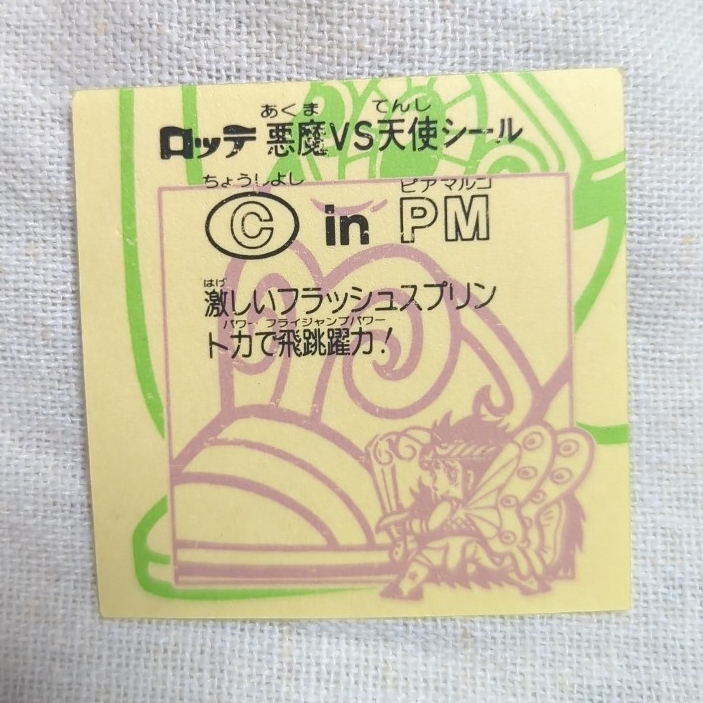 あくま てんし
ロッテ 悪魔VS天使シール
ちょうしよし ピアマルコ
Ⓒ in PM
はげ
激しいフラッシュスプリン
パワー フライジャンプパワー
ト力で飛跳躍力!